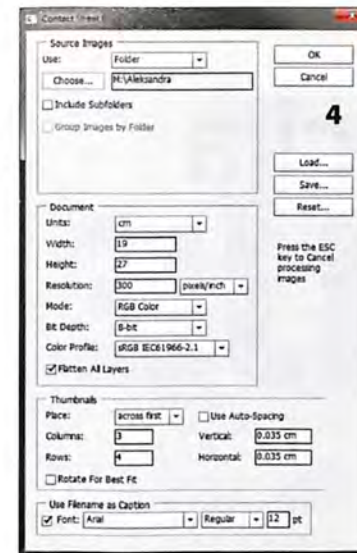 Contact Sheet II
Source Images
Use: Folder
Choose... M:\Aleksandra
Include Subfolders
Group Images by Folder
OK
Cancel
4
Load...
Save...
Reset...
Press the ESC
key to Cancel
processing
images
Document
Units: cm
Width: 19
Height: 27
Resolution: 300 pixels/inch
Mode: RGB Color
Bit Depth: 8-bit
Color Profile: sRGB IEC61966-2.1
Flatten All Layers
Thumbnails
Place: across first Use Auto-Spacing
Columns: 3 Vertical: 0.035 cm
Rows: 4 Horizontal: 0.035 cm
Rotate For Best Fit
Use Filename as Caption
Font: Arial Regular 12 pt